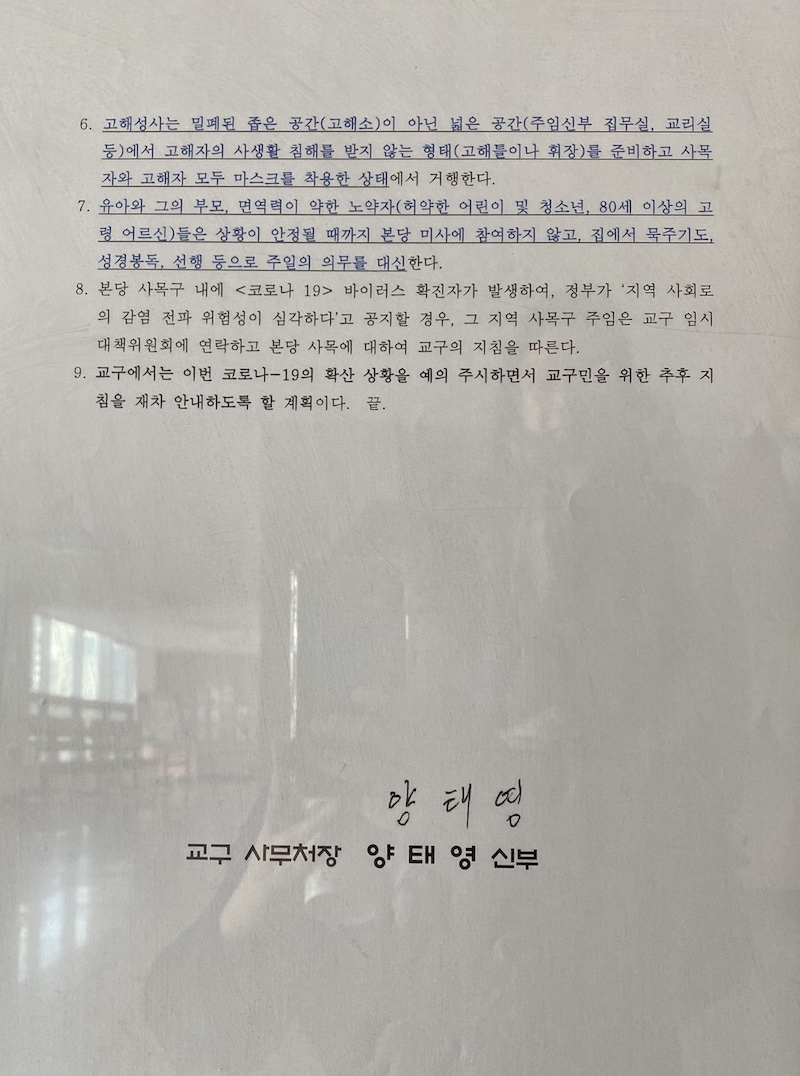 6. 고해성사는 밀폐된 좁은 공간(고해소)이 아닌 넓은 공간(주임신부 집무실, 교리실
등)에서 고해자의 사생활 침해를 받지 않는 형태(고해틀이나 휘장)를 준비하고 사목
자와 고해자 모두 마스크를 착용한 상태에서 거행한다.
7. 유아와 그의 부모, 면역력이 약한 노약자(허약한 어린이 및 청소년, 80세 이상의 고
령 어르신)들은 상황이 안정될 때까지 본당 미사에 참여하지 않고, 집에서 묵주기도,
성경봉독, 선행 등으로 주일의 의무를 대신한다.
8. 본당 사목구 내에 <코로나 19> 바이러스 확진자가 발생하여, 정부가 '지역 사회로
의 감염 전파 위험성이 심각하다'고 공지할 경우, 그 지역 사목구 주임은 교구 임시
대책위원회에 연락하고 본당 사목에 대하여 교구의 지침을 따른다.
9. 교구에서는 이번 코로나-19의 확산 상황을 예의 주시하면서 교구민을 위한 추후 지
침을 재차 안내하도록 할 계획이다. 끝.
양 태 영
교구 사무처장 양 태 영 신부